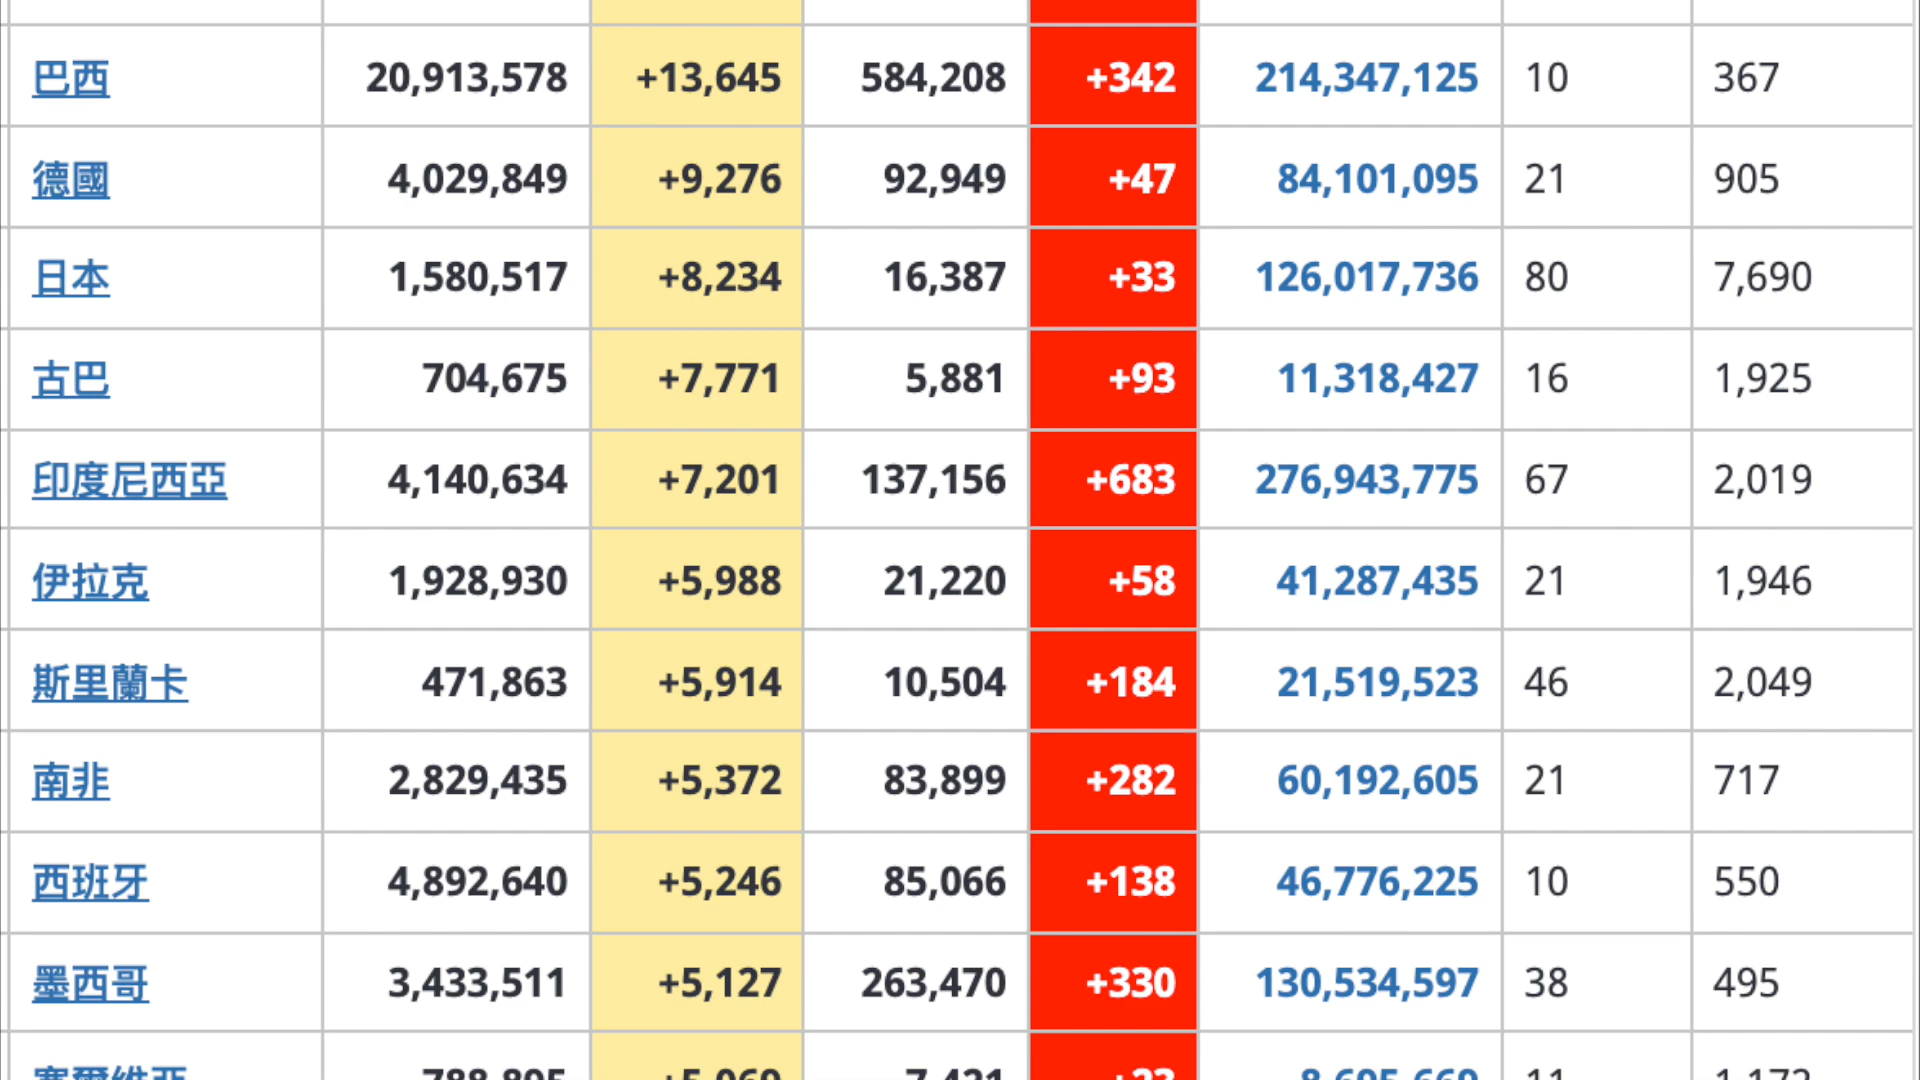 巴西 20,913,578 +13,645 584,208 +342 214,347,125 10 367
德國 4,029,849 +9,276 92,949 +47 84,101,095 21 905
日本 1,580,517 +8,234 16,387 +33 126,017,736 80 7,690
古巴 704,675 +7,771 5,881 +93 11,318,427 16 1,925
印度尼西亞 4,140,634 +7,201 137,156 +683 276,943,775 67 2,019
伊拉克 1,928,930 +5,988 21,220 +58 41,287,435 21 1,946
斯里蘭卡 471,863 +5,914 10,504 +184 21,519,523 46 2,049
南非 2,829,435 +5,372 83,899 +282 60,192,605 21 717
西班牙 4,892,640 +5,246 85,066 +138 46,776,225 10 550
墨西哥 3,433,511 +5,127 263,470 +330 130,534,597 38 495
塞爾維亞